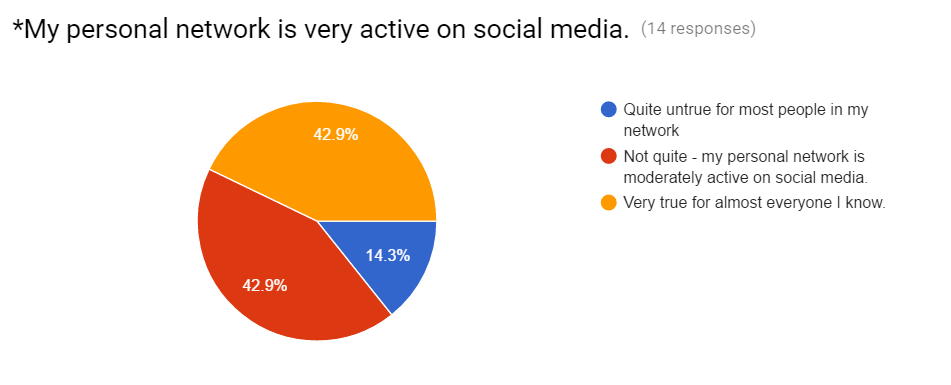 *My personal network is very active on social media. (14 responses)
42.9%
14.3%
42.9%
Quite untrue for most people in my
network
Not quite - my personal network is
moderately active on social media.
Very true for almost everyone I know.